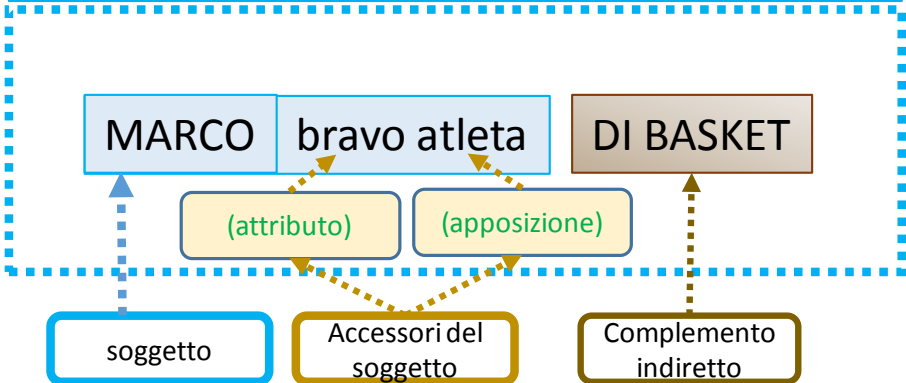 MARCO bravo atleta DI BASKET
(attributo) (apposizione)
soggetto
Accessori del
soggetto
Complemento
indiretto